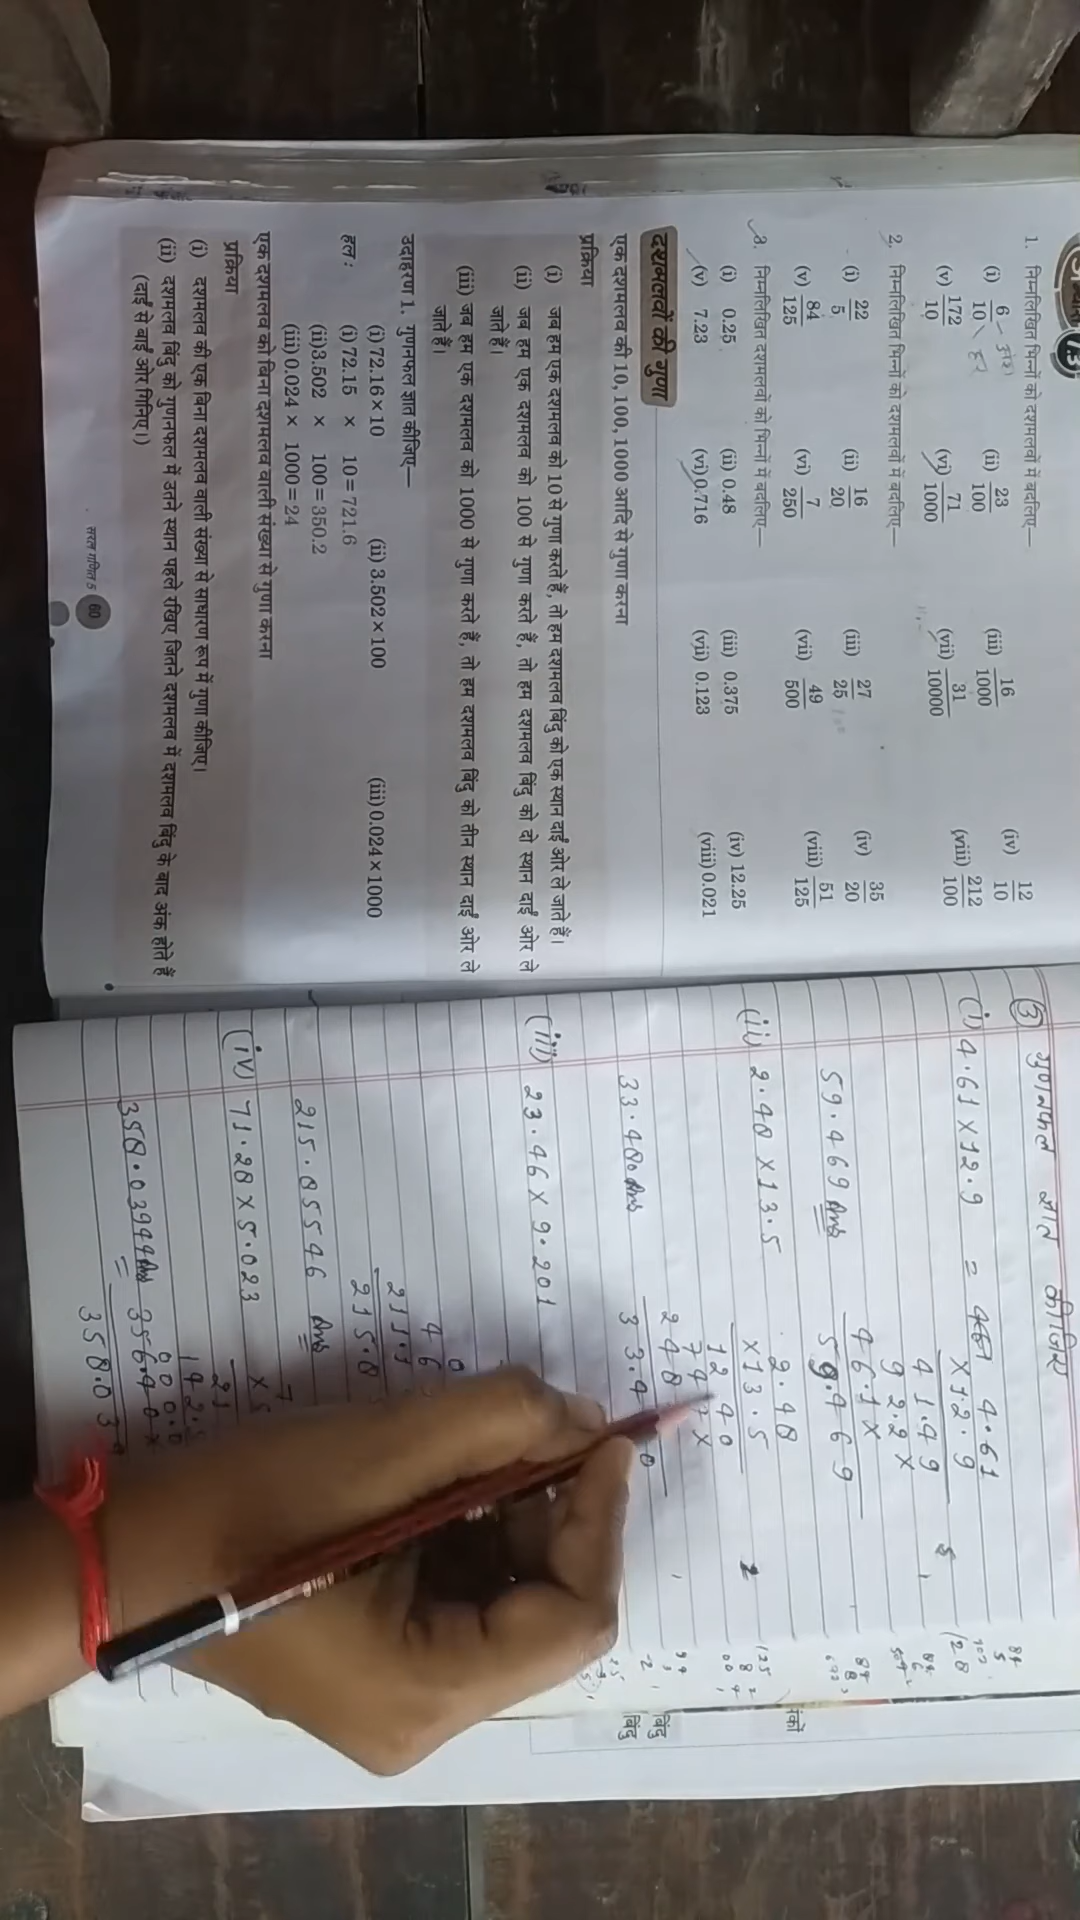 1. निम्नलिखित भिन्नों को दशमलवों में बदलिए—
(i) 6/10 (ii) 23/100 (iii) 16/1000 (iv) 12/10
(v) 172/10 (vi) 71/1000 (vii) 31/10000 (viii) 212/100
2. निम्नलिखित भिन्नों को दशमलवों में बदलिए—
(i) 22/5 (ii) 16/20 (iii) 27/25 (iv) 35/20
(v) 84/125 (vi) 7/250 (vii) 49/500 (viii) 51/125
3. निम्नलिखित दशमलवों को भिन्नों में बदलिए—
(i) 0.25 (ii) 0.48 (iii) 0.375 (iv) 12.25
(v) 7.23 (vi) 0.716 (vii) 0.123 (viii) 0.021
दशमलवों की गुणा
एक दशमलव की 10, 100, 1000 आदि से गुणा करना
प्रक्रिया
(i) जब हम एक दशमलव को 10 से गुणा करते हैं, तो हम दशमलव बिंदु को एक स्थान दाईं ओर ले जाते हैं।
(ii) जब हम एक दशमलव को 100 से गुणा करते हैं, तो हम दशमलव बिंदु को दो स्थान दाईं ओर ले
जाते हैं।
(iii) जब हम एक दशमलव को 1000 से गुणा करते हैं, तो हम दशमलव बिंदु को तीन स्थान दाईं ओर ले
जाते हैं।
उदाहरण 1. गुणनफल ज्ञात कीजिए—
(i) 72.16×10 (ii) 3.502×100 (iii) 0.024×1000
हल: (i) 72.15 × 10=721.6
(ii)3.502 × 100=350.2
(iii) 0.024 × 1000=24
एक दशमलव को बिना दशमलव वाली संख्या से गुणा करना
प्रक्रिया
(i) दशमलव की एक बिना दशमलव वाली संख्या से साधारण रूप में गुणा कीजिए।
(ii) दशमलव बिंदु को गुणनफल में उतने स्थान पहले रखिए जितने दशमलव में दशमलव बिंदु के बाद अंक होते हैं
(दाईं से बाईं ओर गिनिए।)
सरल गणित 5 60
③ गुणनफल ज्ञात कीजिए
(i) 4.61 × 12.9 =
4.61
×12.9
41.49
92.2×
461×
59.469
59.469 Ans
(ii) 2.48 × 13.5
2.48
×13.5
12 40
248
33.480 Ans
(iii) 23.46 × 9.201
215.85546 Ans
(iv) 71.28 × 5.023
358.03944 Ans
358.03
बिंदु
बिंदु